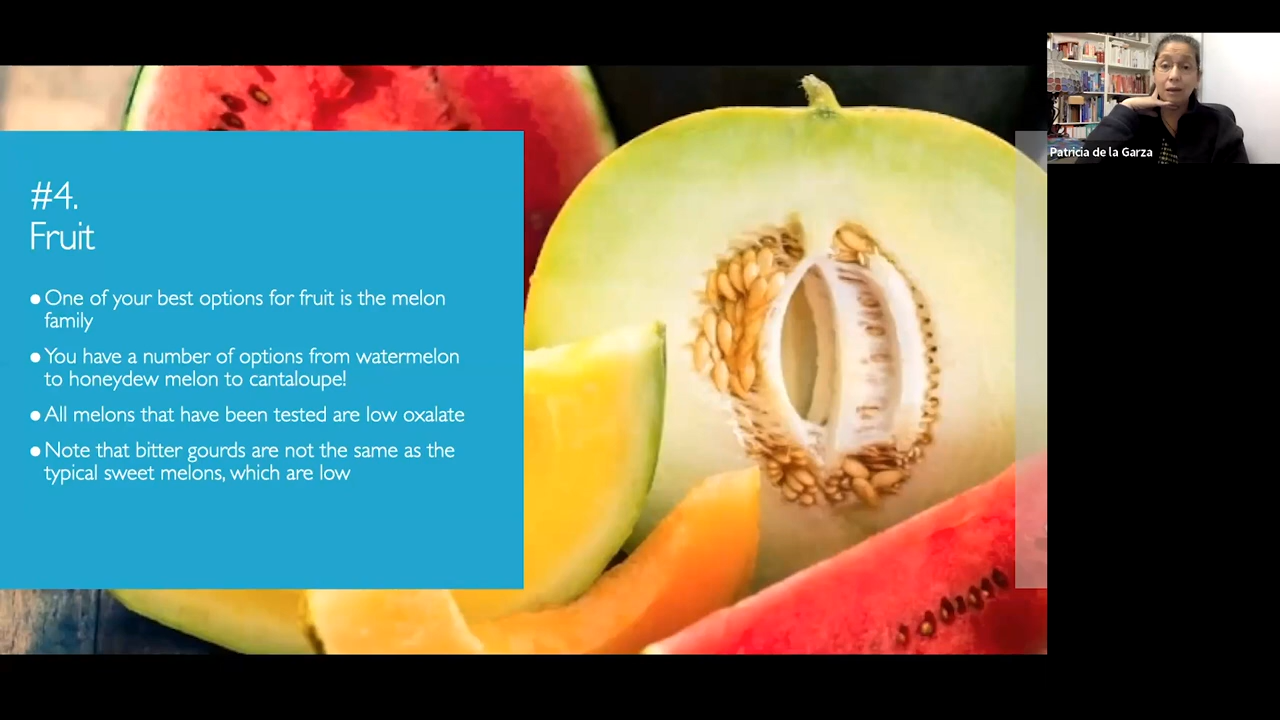 #4.
Fruit
● One of your best options for fruit is the melon
family
● You have a number of options from watermelon
to honeydew melon to cantaloupe!
● All melons that have been tested are low oxalate
● Note that bitter gourds are not the same as the
typical sweet melons, which are low
Patricia de la Garza